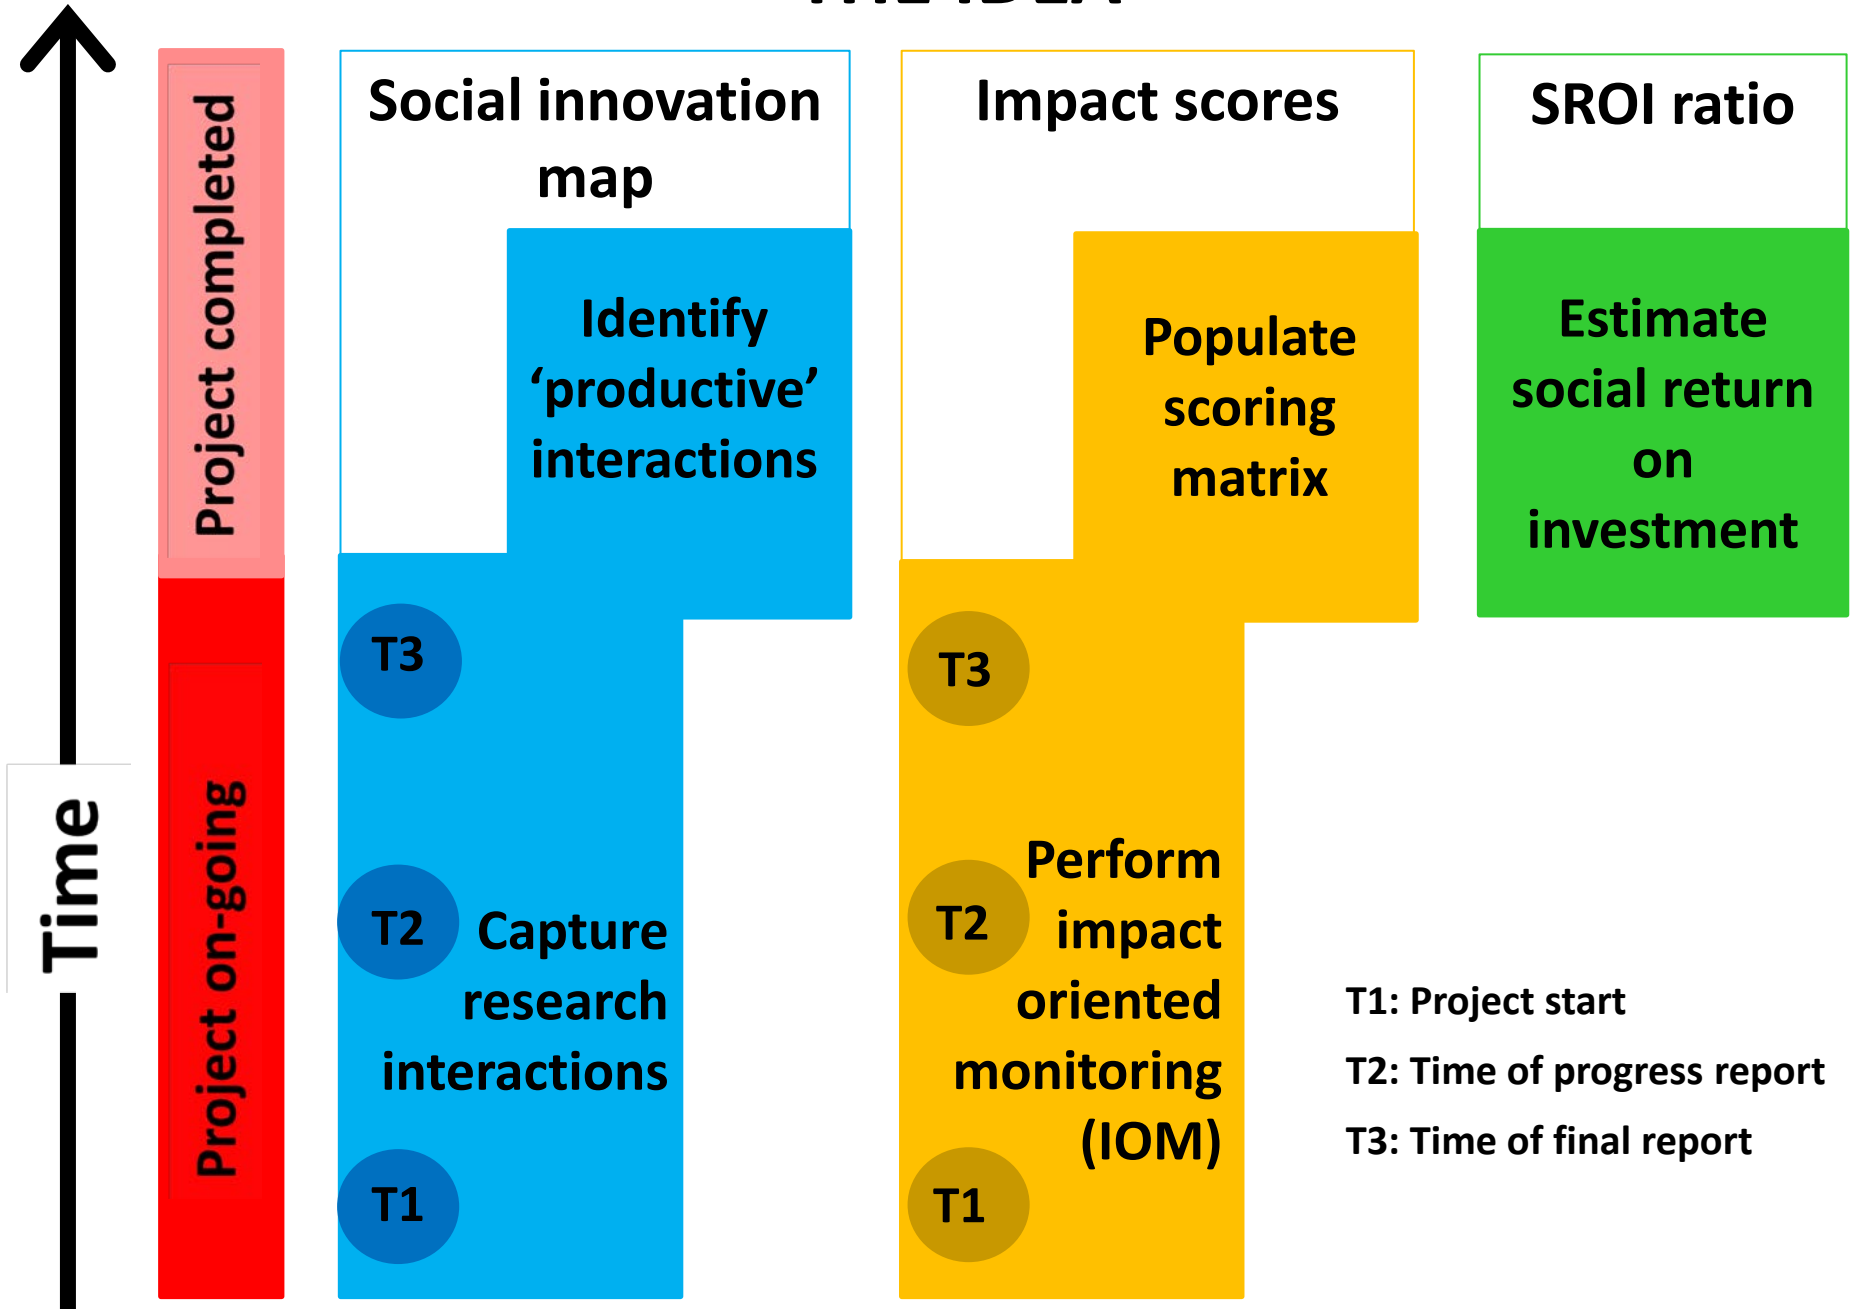 THE IDEA
Time
Project completed
Project on-going
Social innovation
map
Identify
‘productive’
interactions
T3
T2
Capture
research
interactions
T1
Impact scores
Populate
scoring
matrix
T3
Perform
T2
impact
oriented
monitoring
(IOM)
T1
SROI ratio
Estimate
social return
on
investment
T1: Project start
T2: Time of progress report
T3: Time of final report